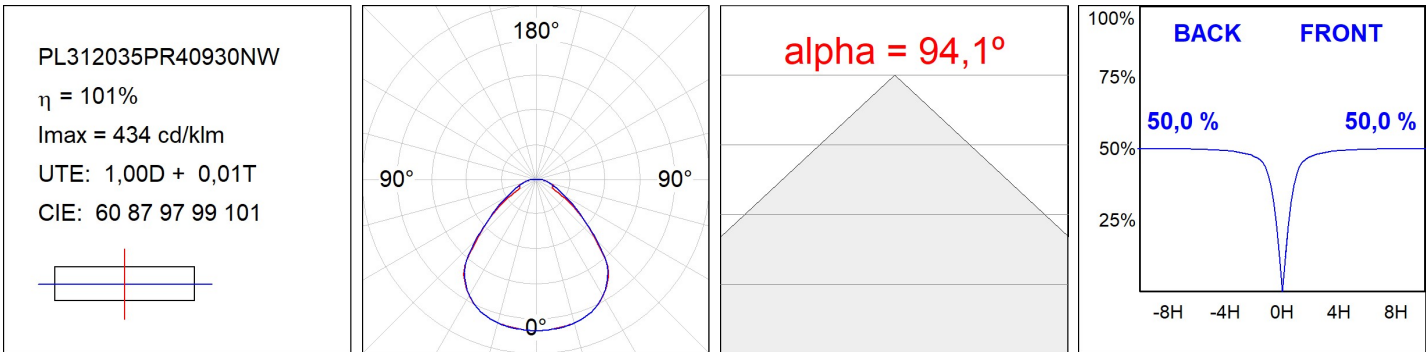 PL312035PR40930NW
η = 101%
Imax = 434 cd/klm
UTE: 1,00D + 0,01T
CIE: 60 87 97 99 101
180°
90° 90°
0°
alpha = 94,1º
100%
BACK FRONT
75%
50,0 % 50,0 %
50%
25%
-8H -4H 0H 4H 8H